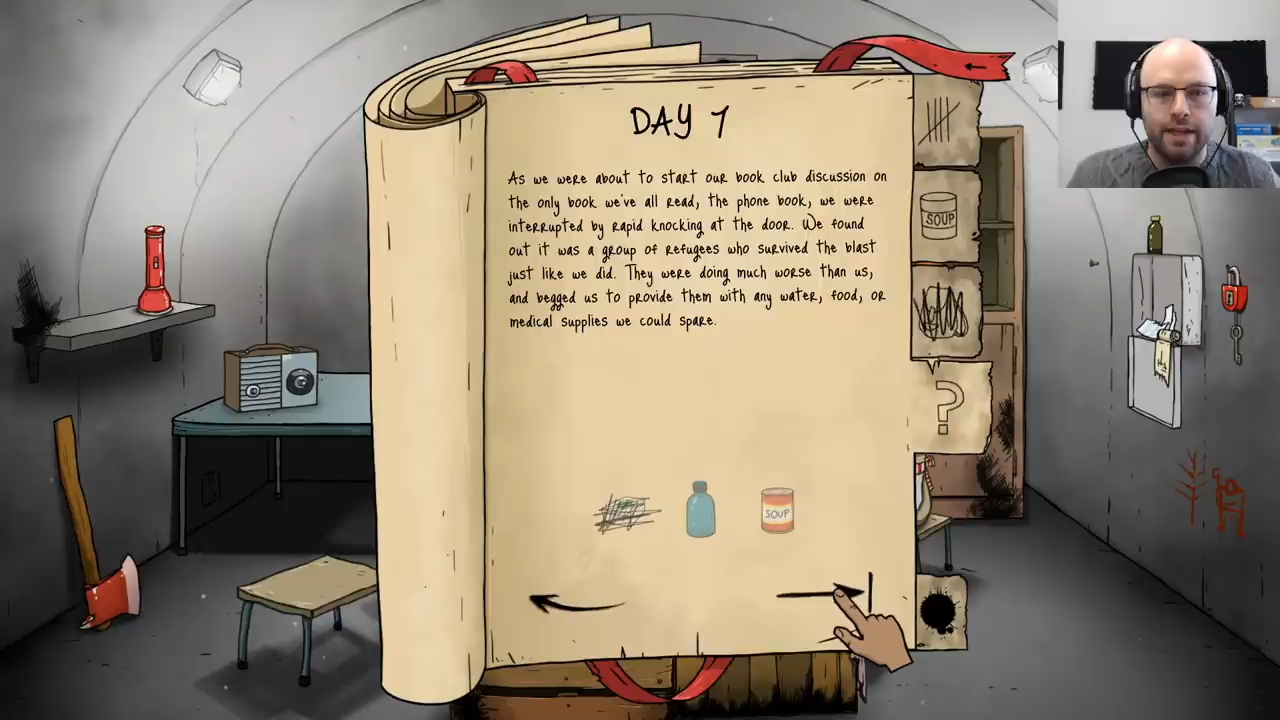 DAY 7
As we were about to start our book club discussion on
the only book we've all read, the phone book, we were
interrupted by rapid knocking at the door. We found
out it was a group of refugees who survived the blast
just like we did. They were doing much worse than us,
and begged us to provide them with any water, food, or
medical supplies we could spare.
SOUP
?
SOUP